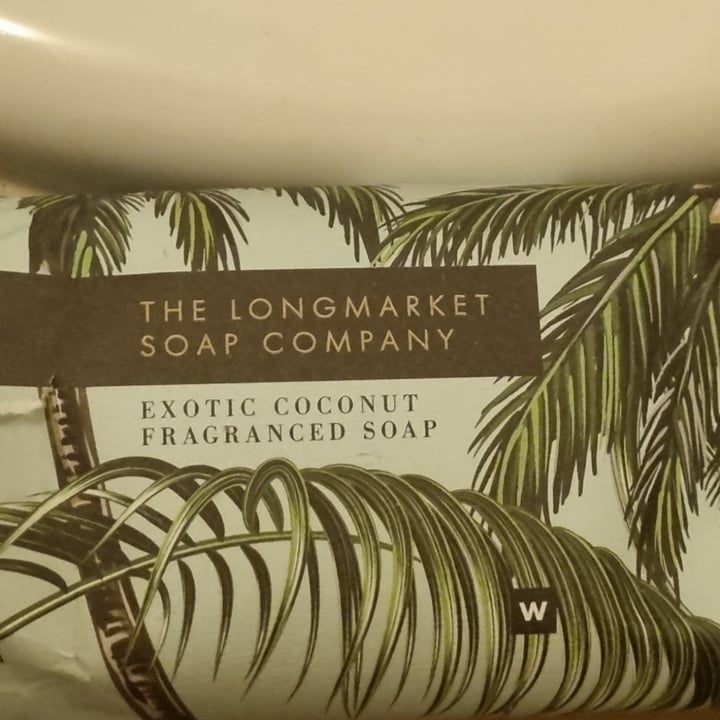 THE LONGMARKET
SOAP COMPANY
EXOTIC COCONUT
FRAGRANCED SOAP
W